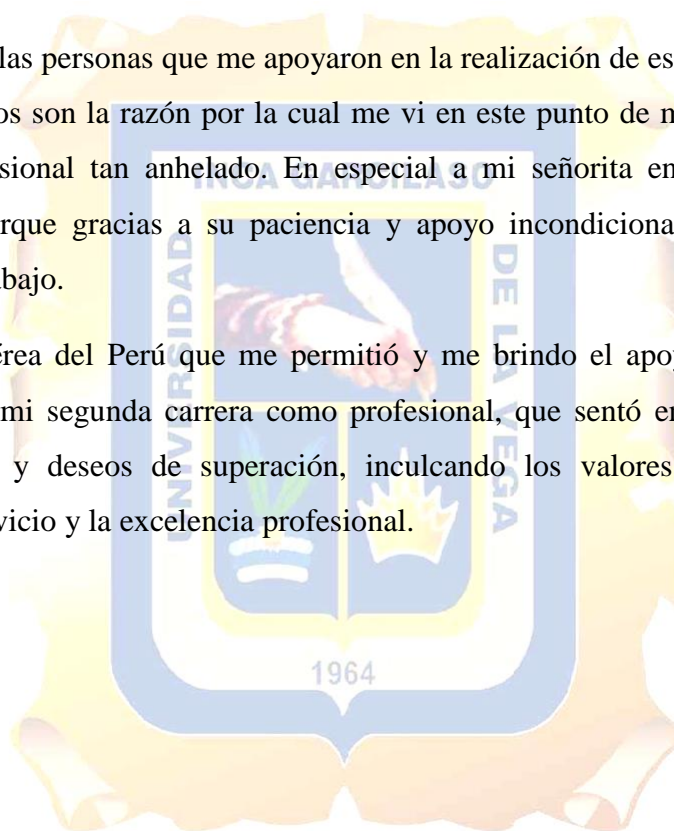 las personas que me apoyaron en la realización de es
os son la razón por la cual me vi en este punto de m
sional tan anhelado. En especial a mi señorita en
rque gracias a su paciencia y apoyo incondiciona
bajo.
érea del Perú que me permitió y me brindo el apoy
mi segunda carrera como profesional, que sentó en
y deseos de superación, inculcando los valores
vicio y la excelencia profesional.
UNIVERSIDAD
INCA GARCILASO
DE LA VEGA
1964